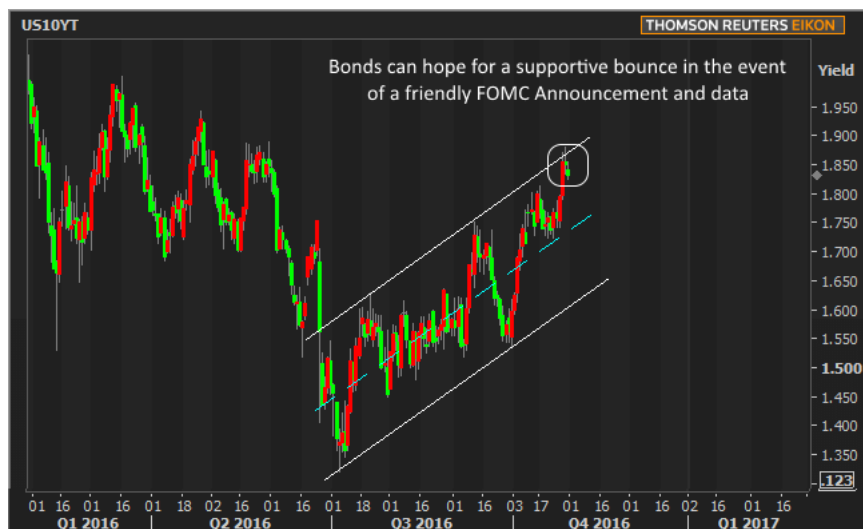 US10YT
THOMSON REUTERS EIKON
Bonds can hope for a supportive bounce in the event
of a friendly FOMC Announcement and data
Yield
1.950
1.900
1.850
1.800
1.750
1.700
1.650
1.600
1.550
1.500
1.450
1.400
1.350
.123
01 16 01 16 01 18 02 16 01 16 01 18 01 16 01 16 03 17 01 16 01 16 02 16 01 16
Q1 2016 Q2 2016 Q3 2016 Q4 2016 Q1 2017